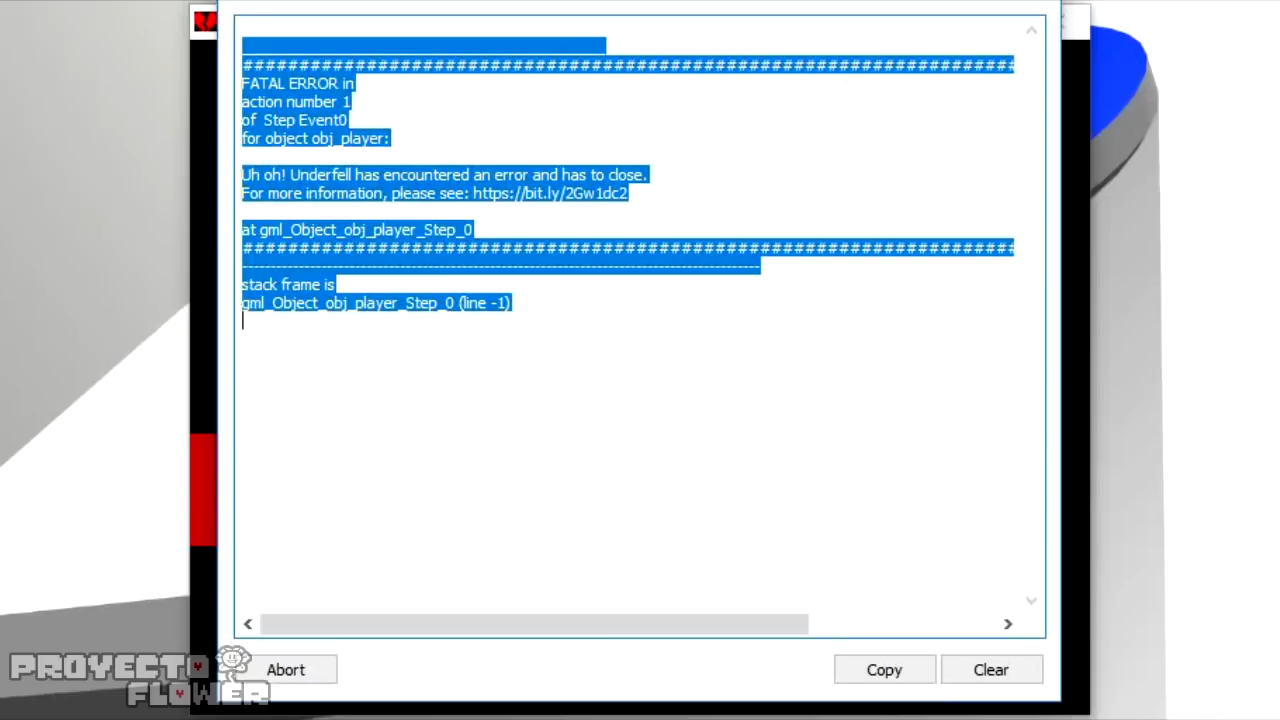 ###########################################################################
FATAL ERROR in
action number 1
of  Step Event0
for object obj_player:
Uh oh! Underfell has encountered an error and has to close.
For more information, please see: https://bit.ly/2Gw1dc2
at gml_Object_obj_player_Step_0
###########################################################################
--------------------------------------------------------------------------------------------
stack frame is
gml_Object_obj_player_Step_0 (line -1)
Abort
Copy
Clear
PROYECTO
FLOWER